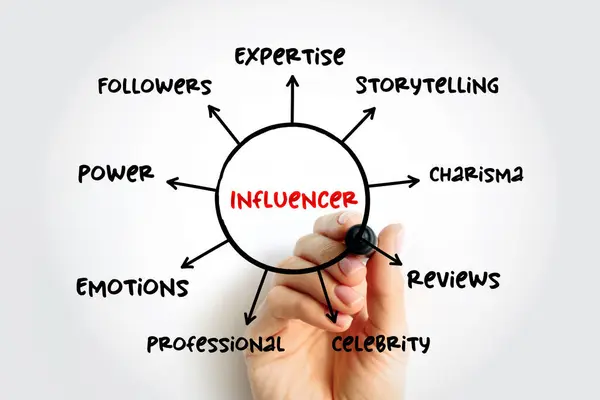 Expertise
Followers
Storytelling
Power
Charisma
Influencer
Emotions
Reviews
Professional
Celebrity